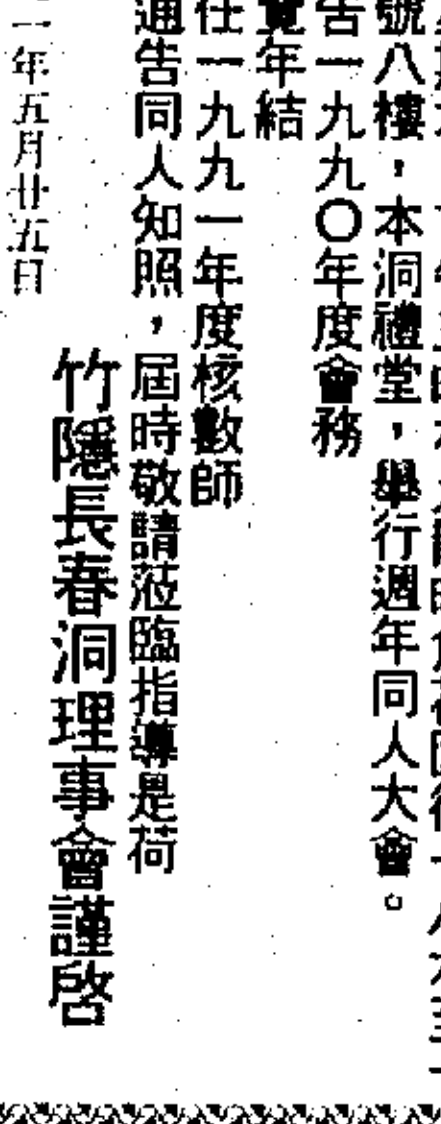 號八樓，本洞禮堂，舉行週年同人大會。
告一九九〇年度會務
覽年結
任一九九一年度核數師
通告同人知照，屆時敬請蒞臨指導是荷
竹隱長春洞理事會謹啟
一年五月廿五日